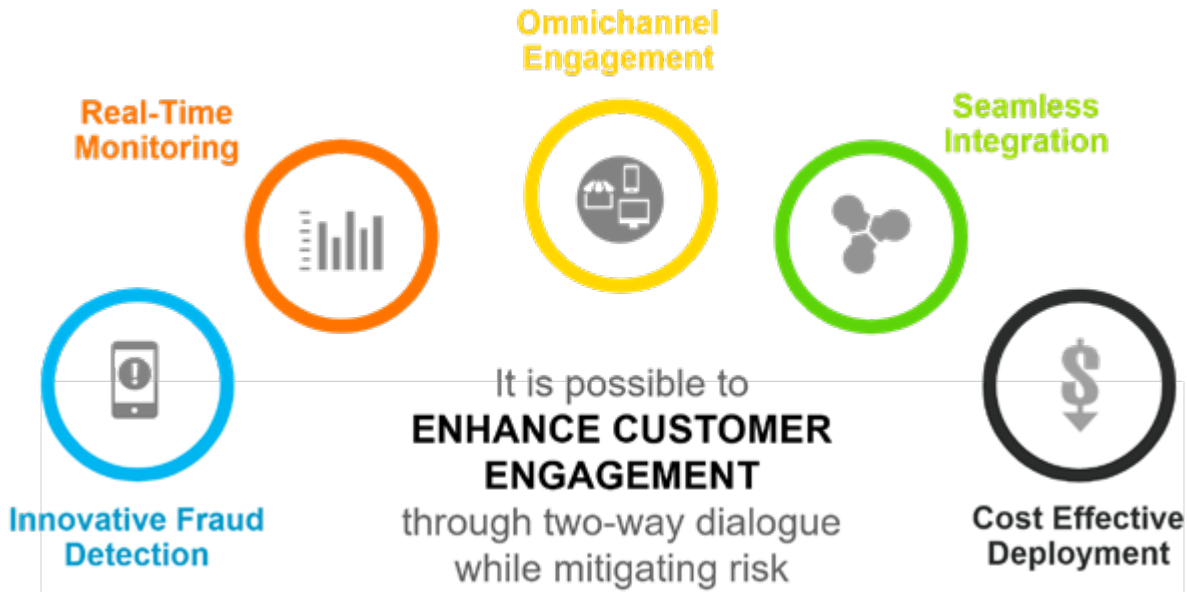 Omnichannel
Engagement
Real-Time
Monitoring
Seamless
Integration
Innovative Fraud
Detection
It is possible to
ENHANCE CUSTOMER
ENGAGEMENT
through two-way dialogue
while mitigating risk
Cost Effective
Deployment